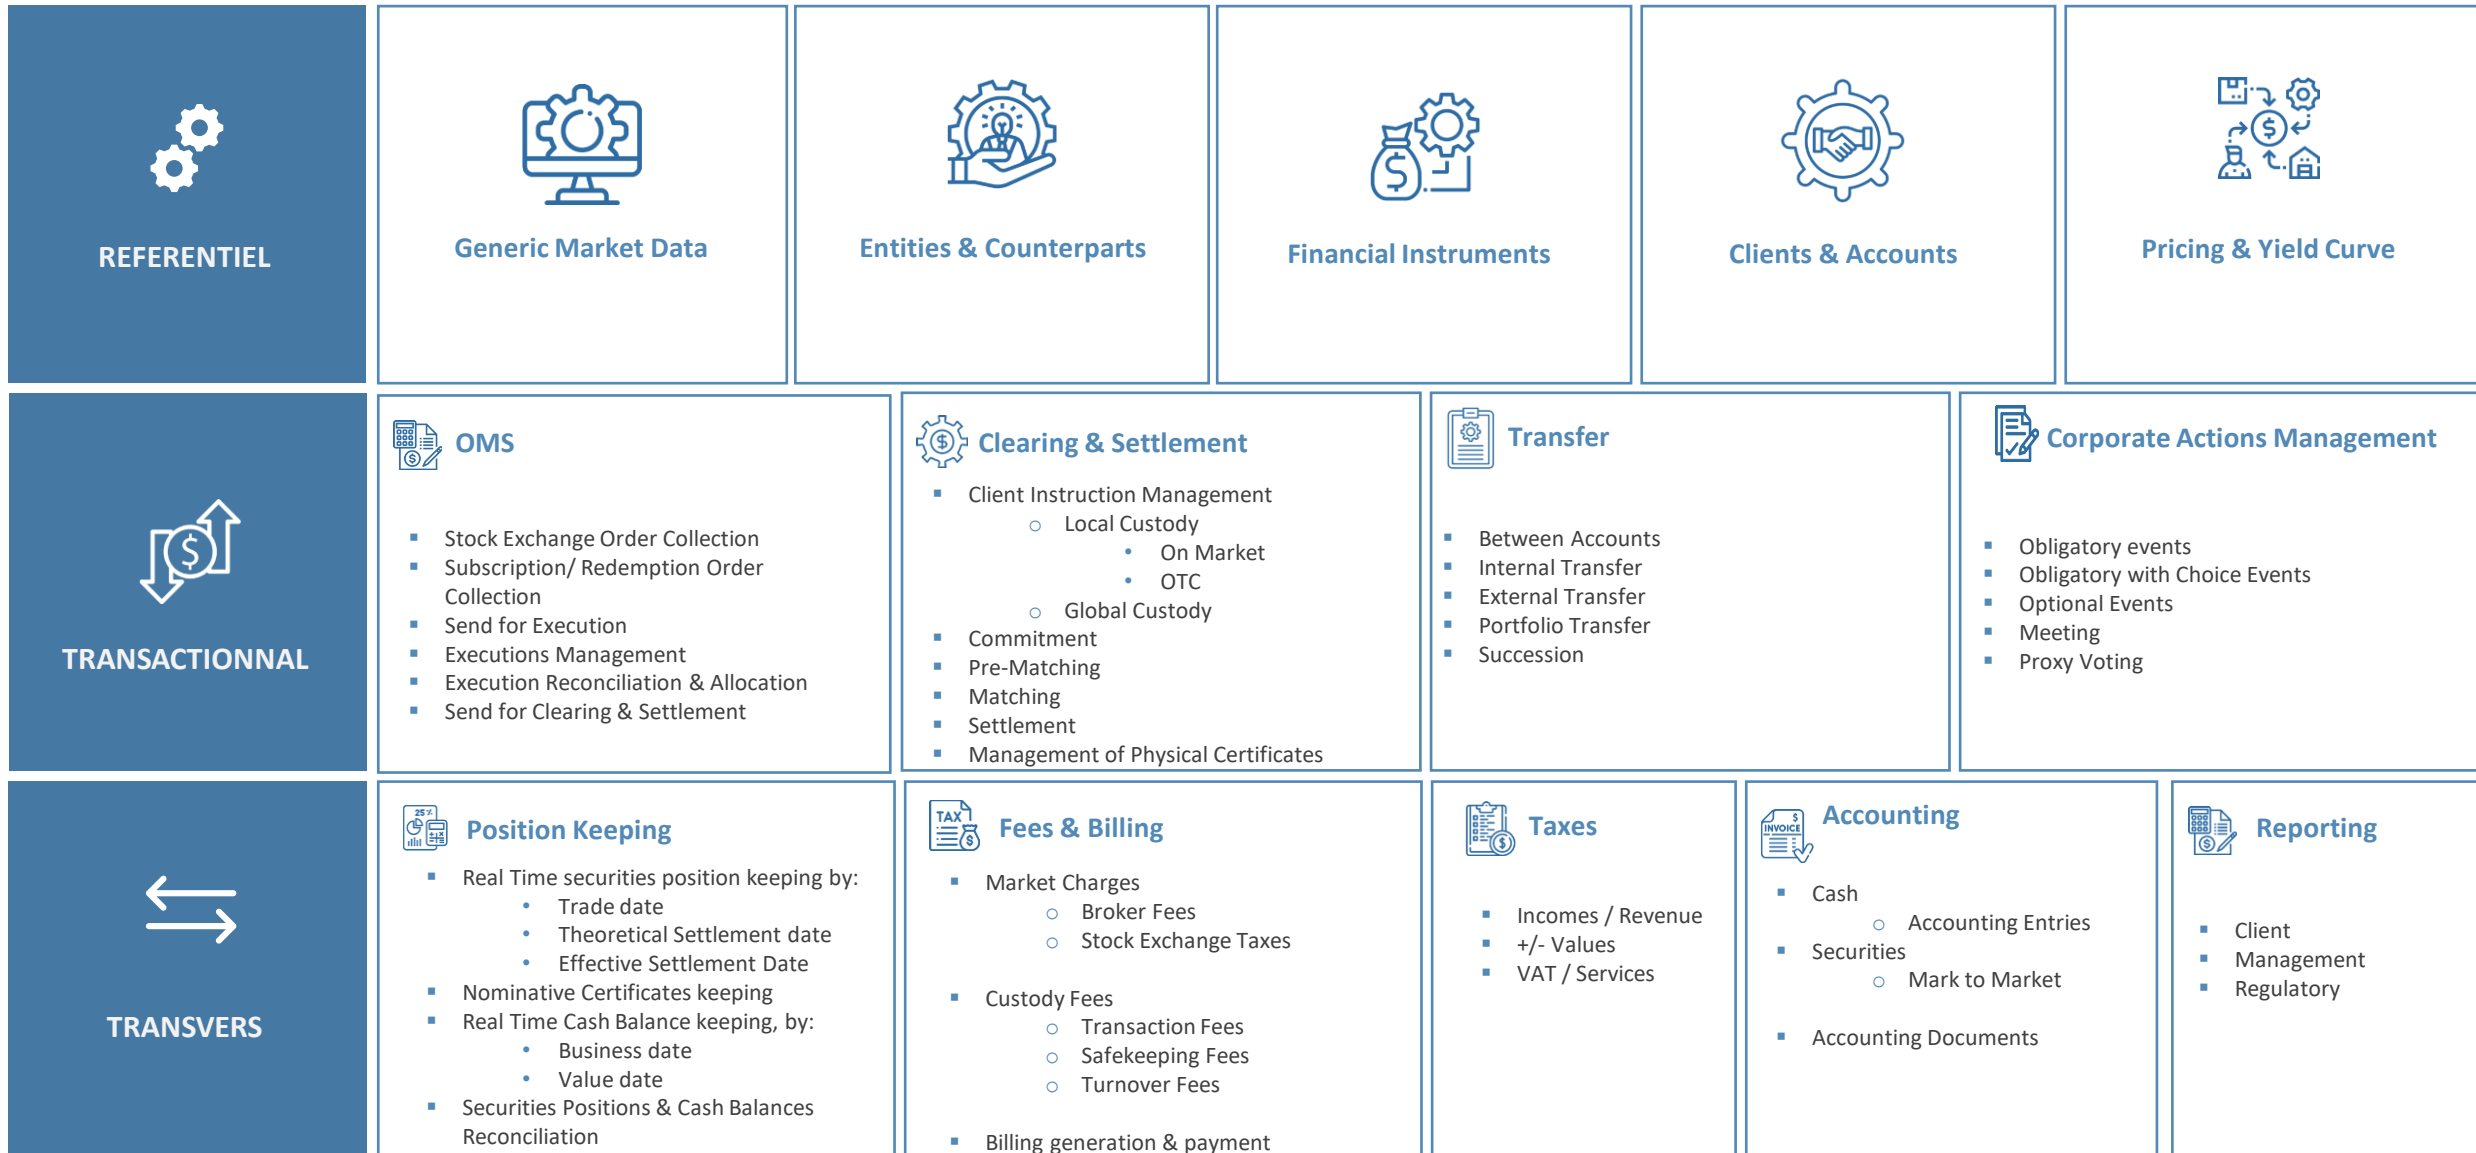 REFERENTIEL
Generic Market Data
Entities & Counterparts
Financial Instruments
Clients & Accounts
Pricing & Yield Curve
TRANSACTIONNAL
OMS
Stock Exchange Order Collection
Subscription/ Redemption Order
Collection
Send for Execution
Executions Management
Execution Reconciliation & Allocation
Send for Clearing & Settlement
Clearing & Settlement
Client Instruction Management
Local Custody
On Market
OTC
Global Custody
Commitment
Pre-Matching
Matching
Settlement
Management of Physical Certificates
Transfer
Between Accounts
Internal Transfer
External Transfer
Portfolio Transfer
Succession
Corporate Actions Management
Obligatory events
Obligatory with Choice Events
Optional Events
Meeting
Proxy Voting
TRANSVERS
25%
Position Keeping
Real Time securities position keeping by:
Trade date
Theoretical Settlement date
Effective Settlement Date
Nominative Certificates keeping
Real Time Cash Balance keeping, by:
Business date
Value date
Securities Positions & Cash Balances
Reconciliation
TAX
Fees & Billing
Market Charges
Broker Fees
Stock Exchange Taxes
Custody Fees
Transaction Fees
Safekeeping Fees
Turnover Fees
Billing generation & payment
Taxes
Incomes / Revenue
+/- Values
VAT / Services
INVOICE
Accounting
Cash
Accounting Entries
Securities
Mark to Market
Accounting Documents
Reporting
Client
Management
Regulatory